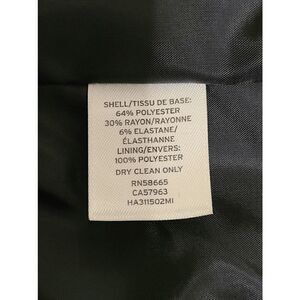 SHELL/TISSU DE BASE:
64% POLYESTER
30% RAYON/RAYONNE
6% ELASTANE/
ÉLASTHANNE
LINING/ENVERS:
100% POLYESTER
DRY CLEAN ONLY
RN58665
CA57963
HA311502MI